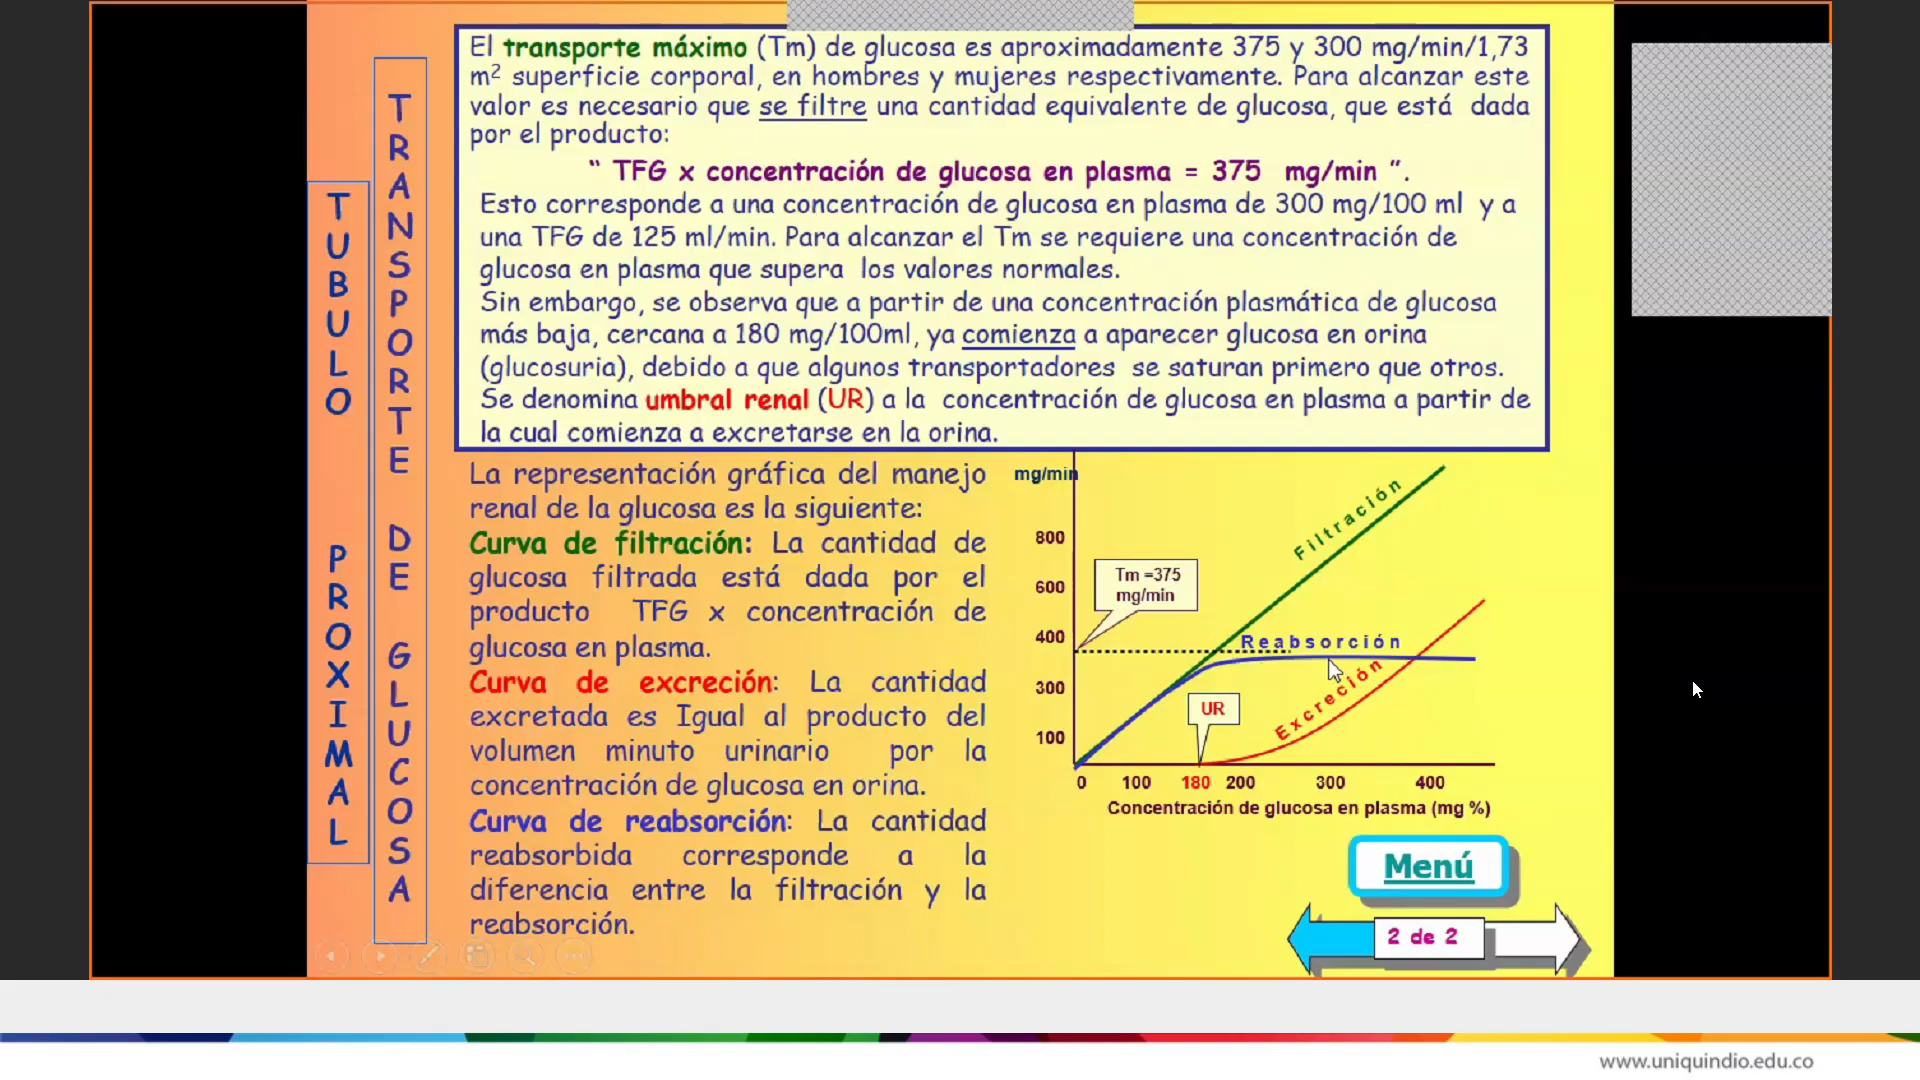 El transporte máximo (Tm) de glucosa es aproximadamente 375 y 300 mg/min/1,73
m² superficie corporal, en hombres y mujeres respectivamente. Para alcanzar este
valor es necesario que se filtre una cantidad equivalente de glucosa, que está dada
por el producto:
“ TFG x concentración de glucosa en plasma = 375 mg/min ”.
Esto corresponde a una concentración de glucosa en plasma de 300 mg/100 ml y a
una TFG de 125 ml/min. Para alcanzar el Tm se requiere una concentración de
glucosa en plasma que supera los valores normales.
Sin embargo, se observa que a partir de una concentración plasmática de glucosa
más baja, cercana a 180 mg/100ml, ya comienza a aparecer glucosa en orina
(glucosuria), debido a que algunos transportadores se saturan primero que otros.
Se denomina umbral renal (UR) a la concentración de glucosa en plasma a partir de
la cual comienza a excretarse en la orina.
TUBULO PROXIMAL
TRANSPORTE DE GLUCOSA
La representación gráfica del manejo
renal de la glucosa es la siguiente:
Curva de filtración: La cantidad de
glucosa filtrada está dada por el
producto TFG x concentración de
glucosa en plasma.
Curva de excreción: La cantidad
excretada es Igual al producto del
volumen minuto urinario por la
concentración de glucosa en orina.
Curva de reabsorción: La cantidad
reabsorbida corresponde a la
diferencia entre la filtración y la
reabsorción.
mg/min
800
600
400
300
100
Tm =375
mg/min
Filtración
Reabsorción
Excreción
UR
0 100 180 200 300 400
Concentración de glucosa en plasma (mg %)
Menú
2 de 2
www.uniquindio.edu.co